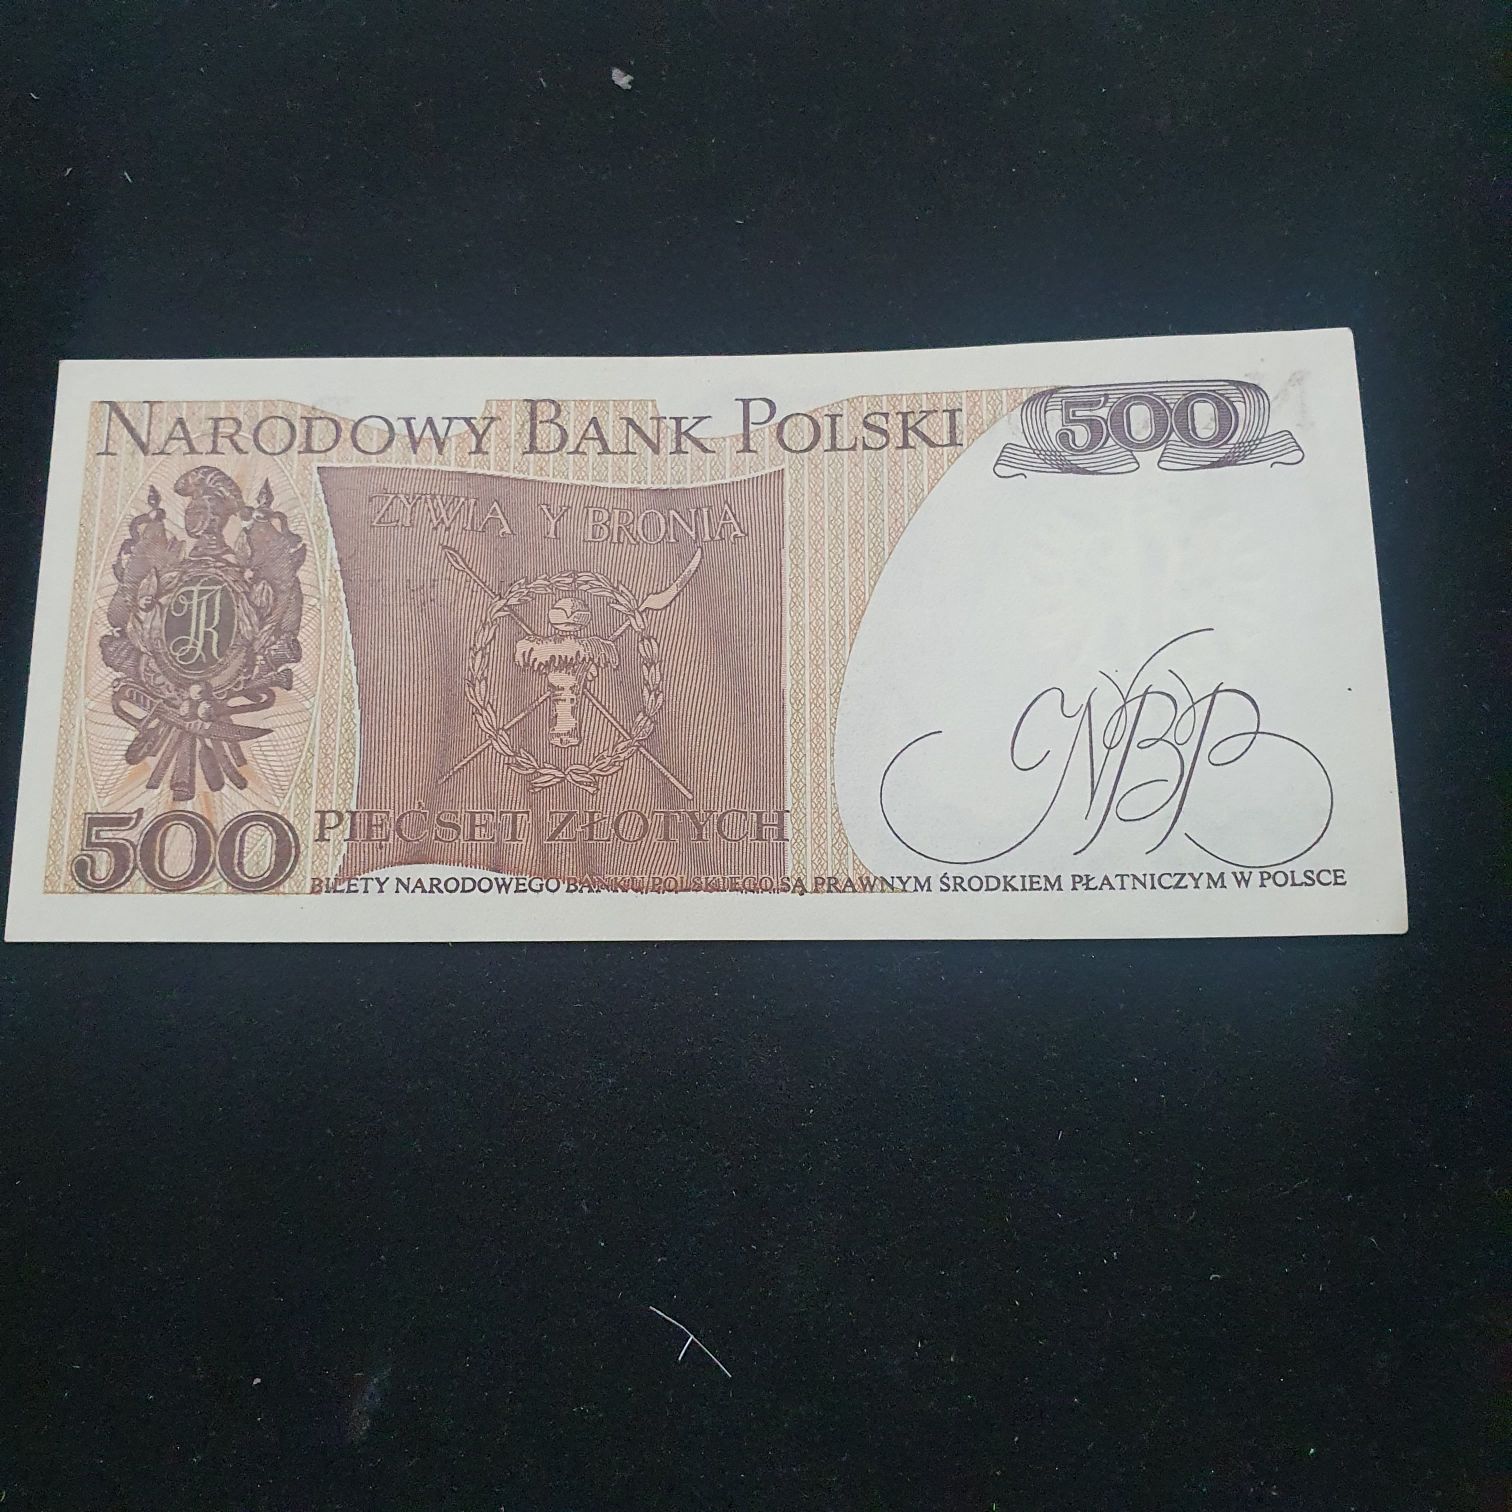 NARODOWY BANK POLSKI
500
ŻYWIĄ Y BRONIĄ
TK
500
PIĘĆSET ZŁOTYCH
NBP
BILETY NARODOWEGO BANKU POLSKIEGO SĄ PRAWNYM ŚRODKIEM PŁATNICZYM W POLSCE